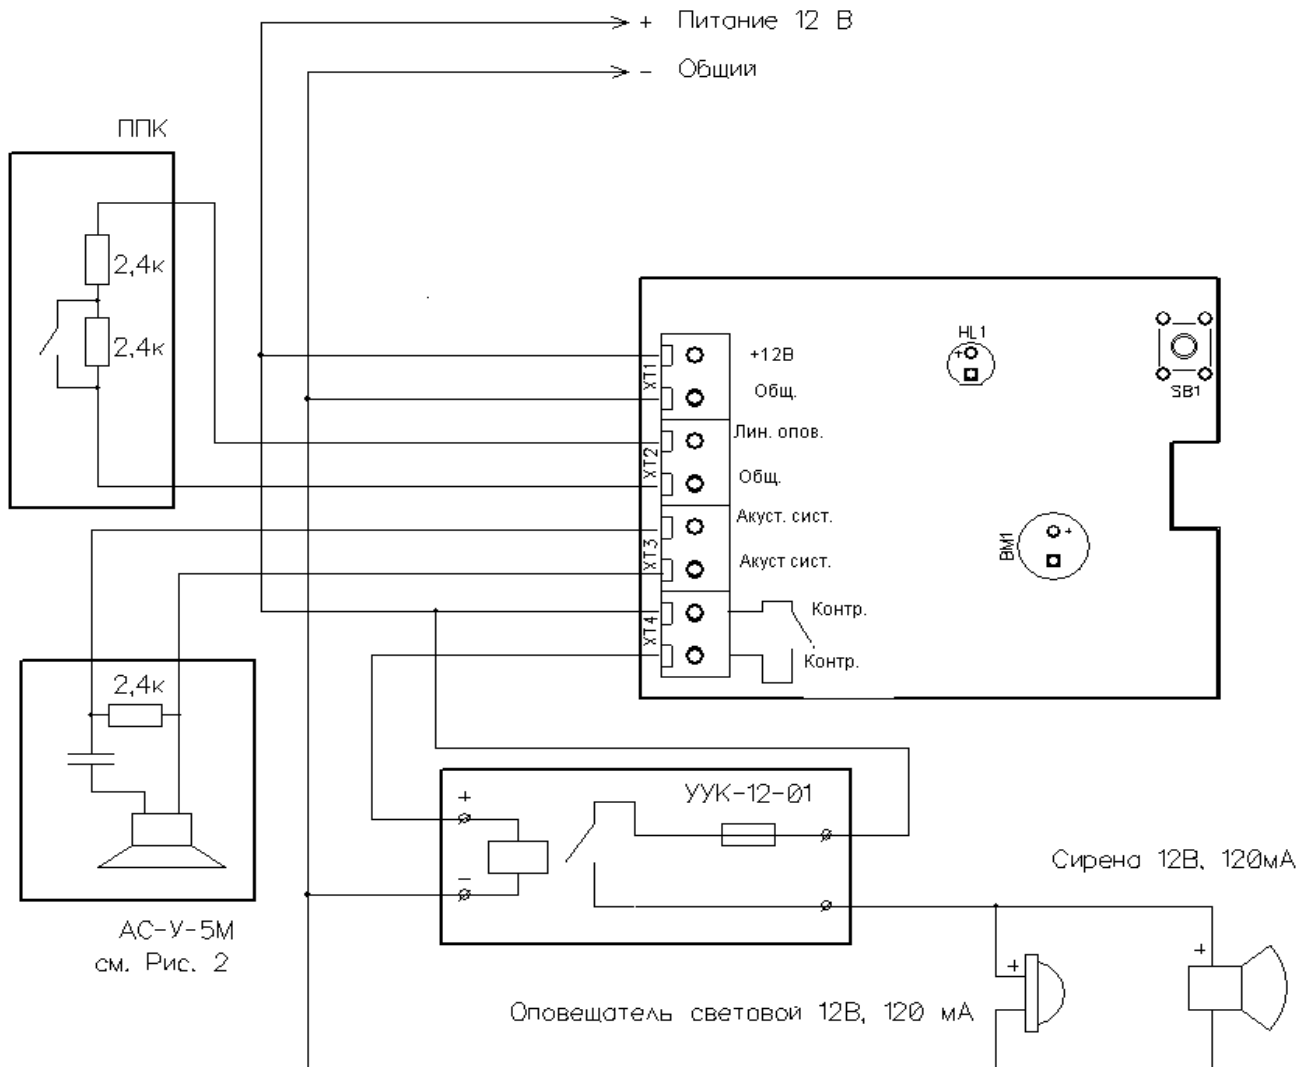 + Питание 12 В
- Общий
ППК
2,4к
2,4к
XT1
+12В
Общ.
XT2
Лин. опов.
Общ.
XT3
Акуст. сист.
Акуст сист.
XT4
Контр.
Контр.
HL1
+
SB1
BM1
+
2,4к
АС-У-5М
см. Рис. 2
УУК-12-01
+
-
Сирена 12В, 120мА
+
Оповещатель световой 12В, 120 мА
+